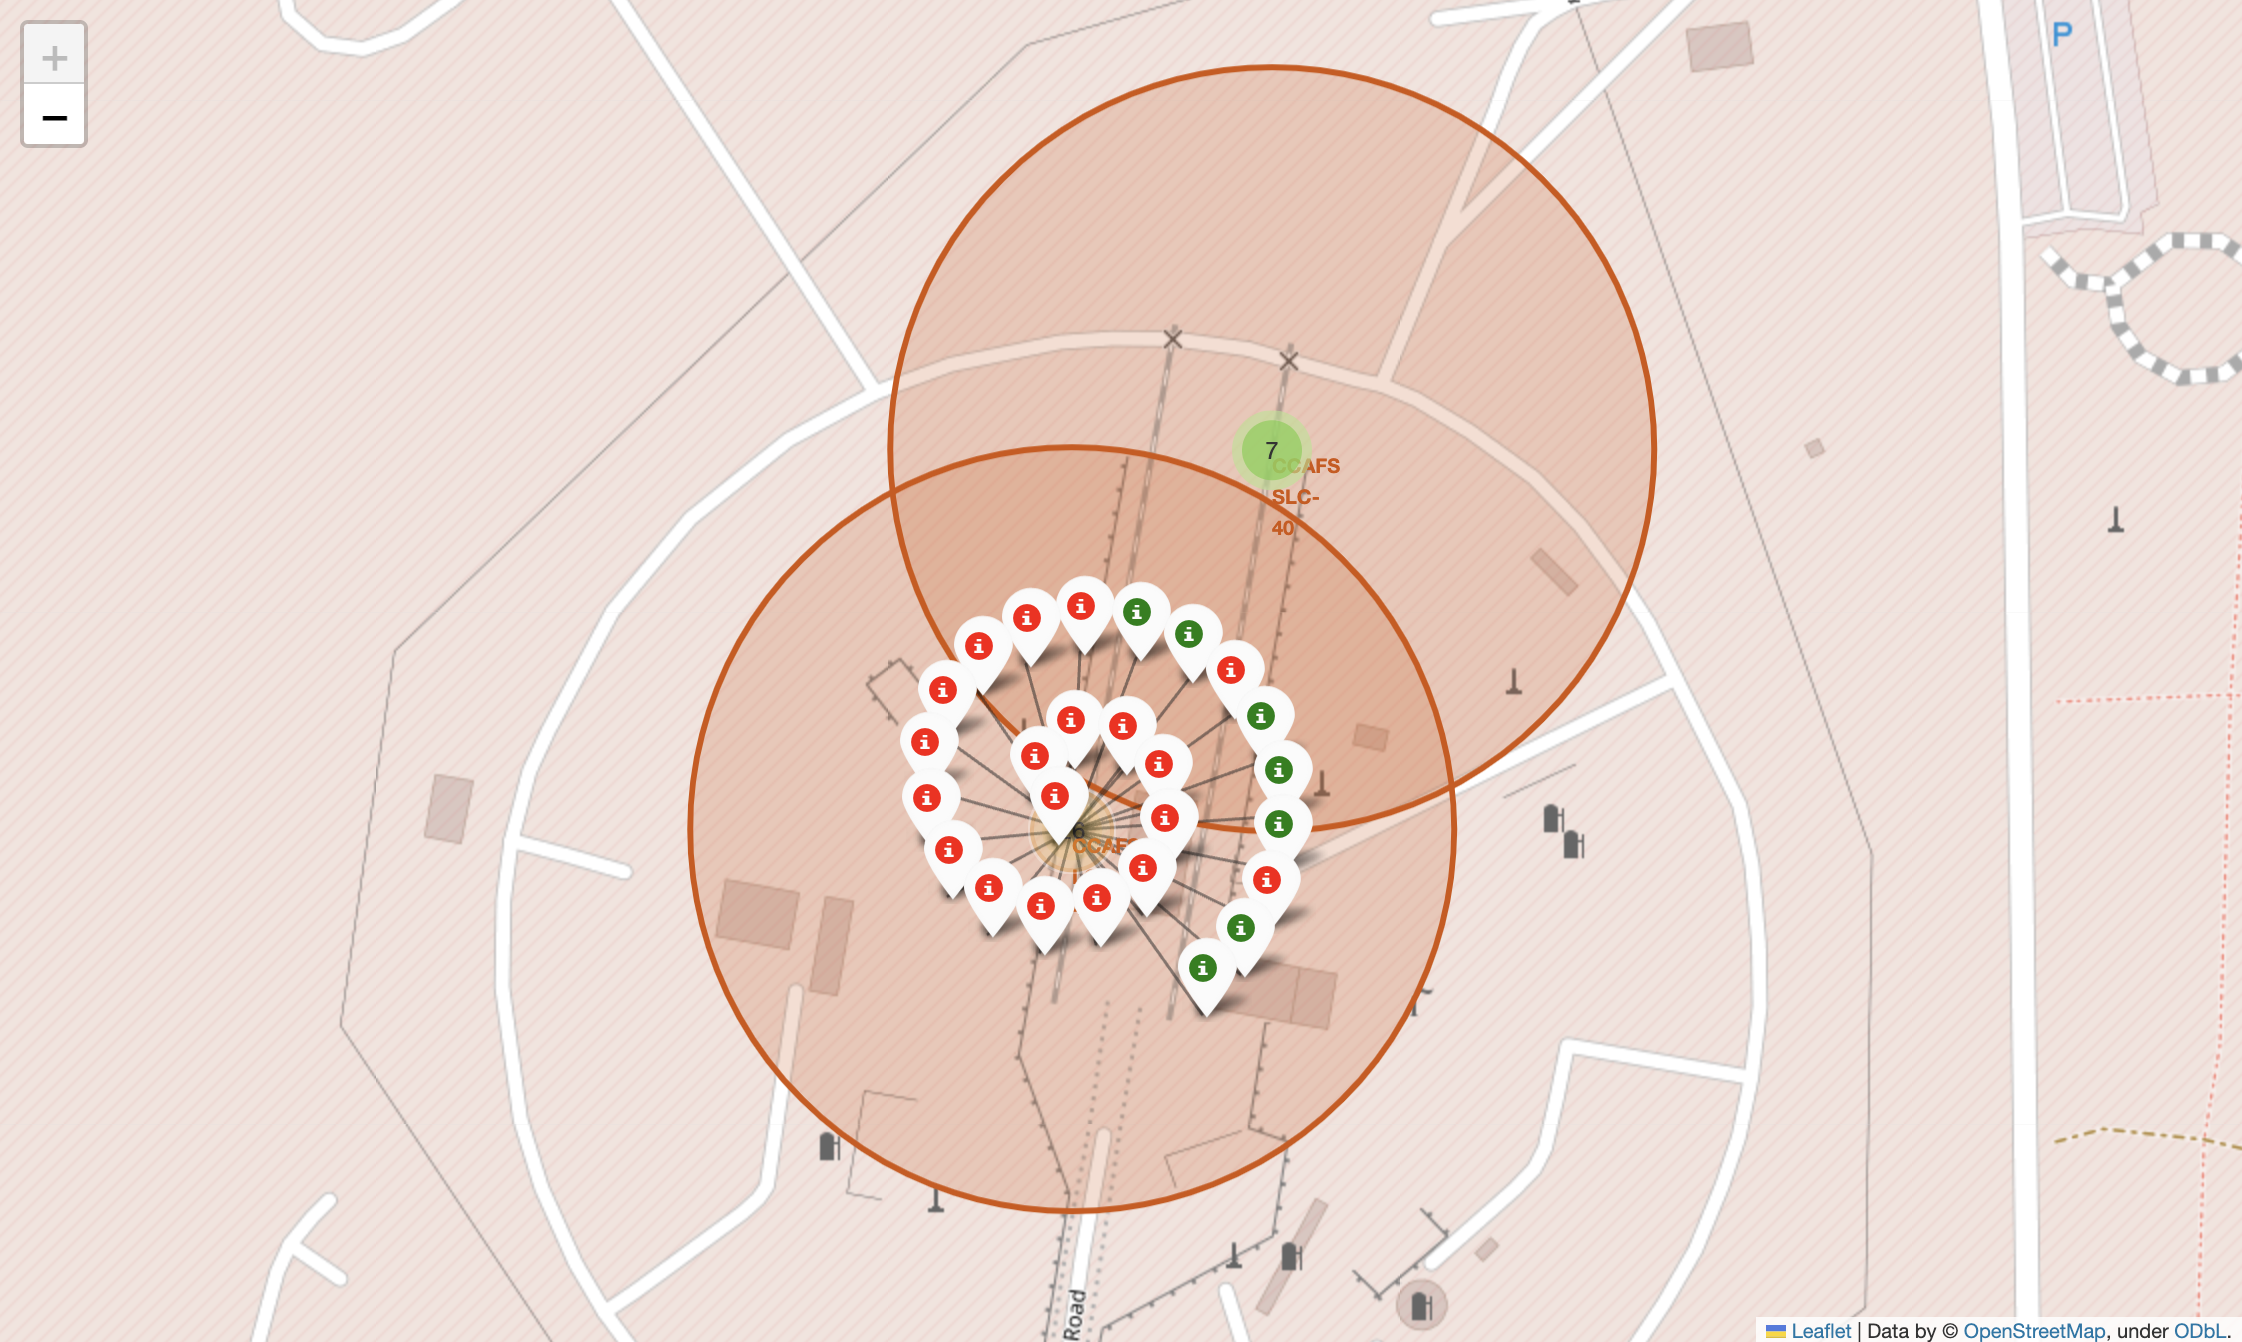 +
−
P
7
CCAFS
SLC-
40
Road
Leaflet | Data by © OpenStreetMap, under ODbL.